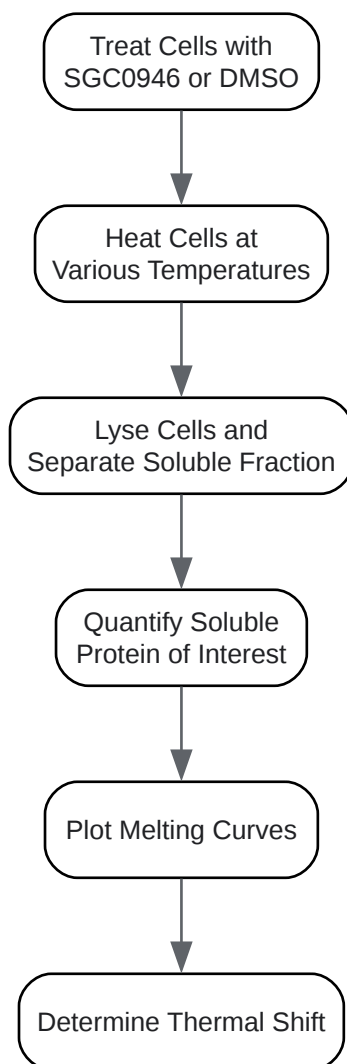 Treat Cells with
SGC0946 or DMSO
Heat Cells at
Various Temperatures
Lyse Cells and
Separate Soluble Fraction
Quantify Soluble
Protein of Interest
Plot Melting Curves
Determine Thermal Shift